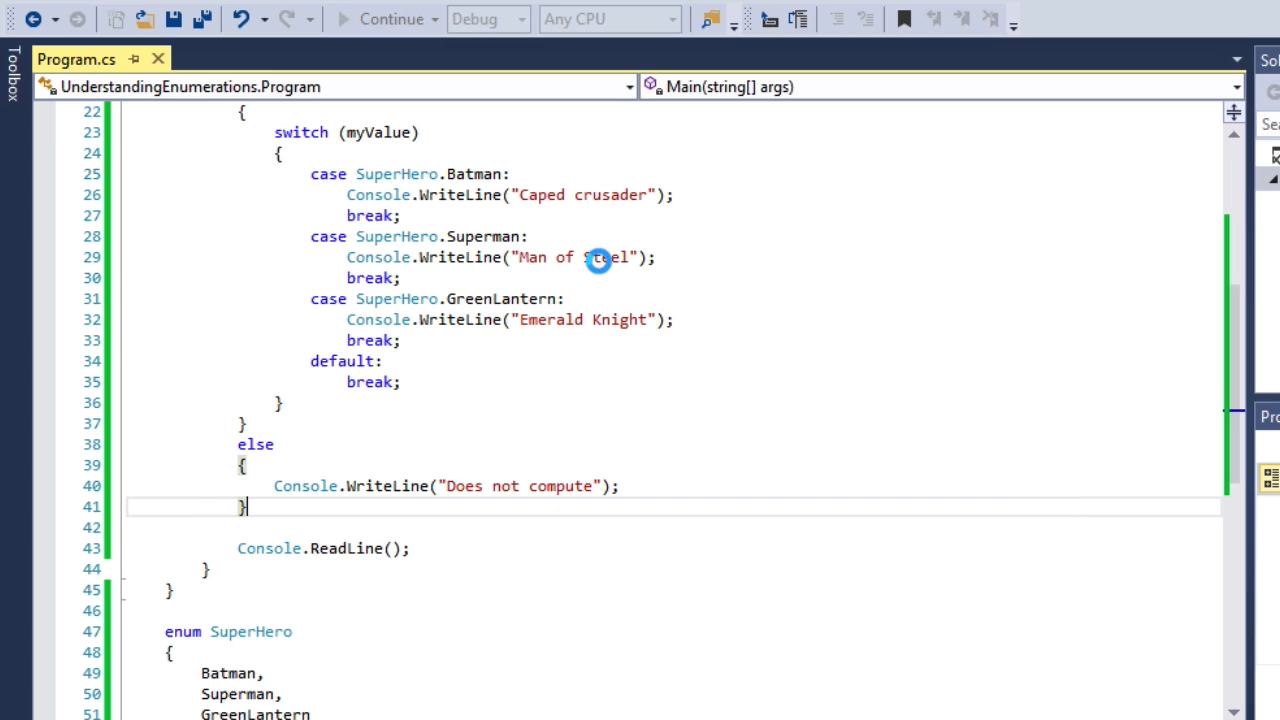 Continue Debug Any CPU
Toolbox
Program.cs
UnderstandingEnumerations.Program Main(string[] args)
22 {
23 switch (myValue)
24 {
25 case SuperHero.Batman:
26 Console.WriteLine("Caped crusader");
27 break;
28 case SuperHero.Superman:
29 Console.WriteLine("Man of Steel");
30 break;
31 case SuperHero.GreenLantern:
32 Console.WriteLine("Emerald Knight");
33 break;
34 default:
35 break;
36 }
37 }
38 else
39 {
40 Console.WriteLine("Does not compute");
41 }
42
43 Console.ReadLine();
44 }
45 }
46
47 enum SuperHero
48 {
49 Batman,
50 Superman,
51 GreenLantern
Sol
Sea
Pro